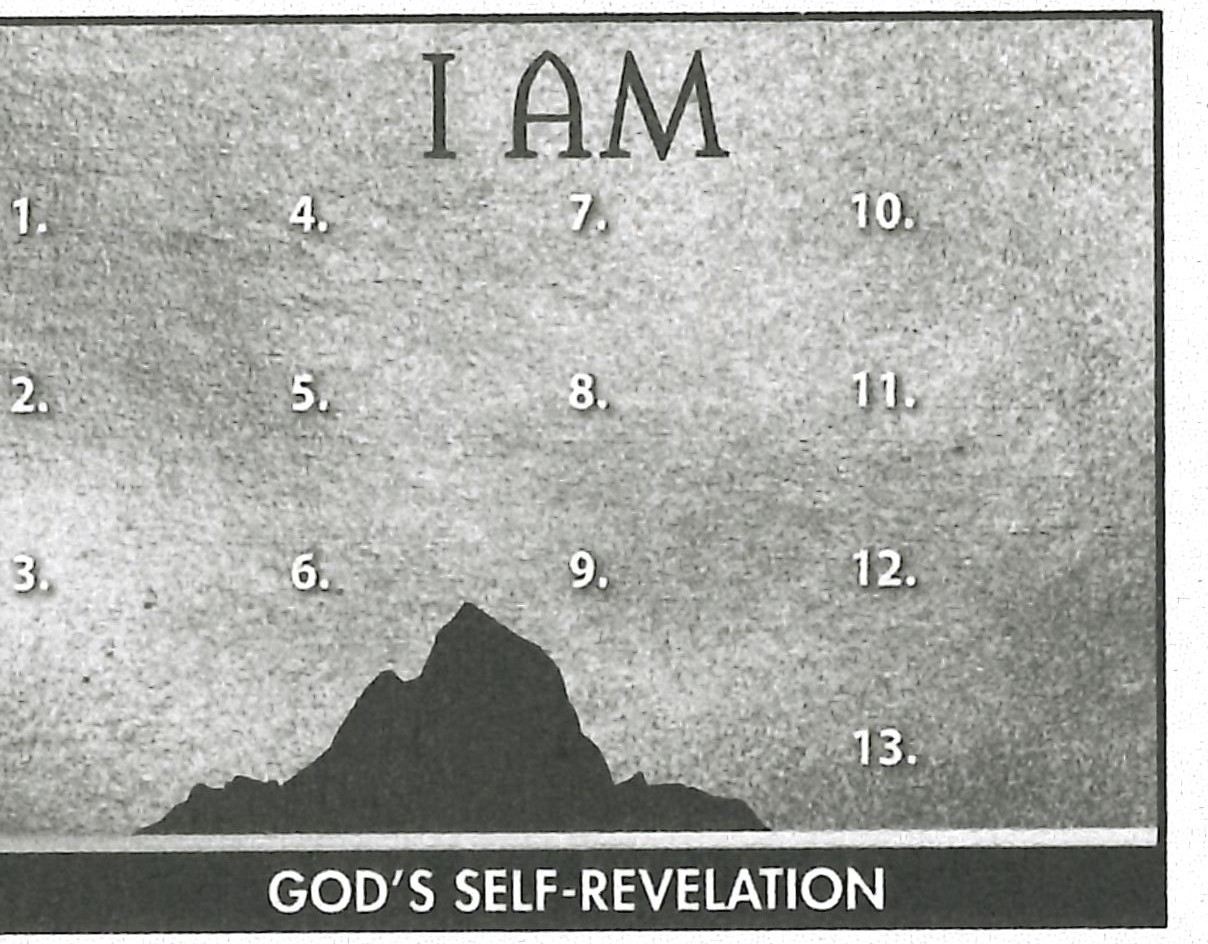 I AM
1. 4. 7. 10.
2. 5. 8. 11.
3. 6. 9. 12.
13.
GOD'S SELF-REVELATION